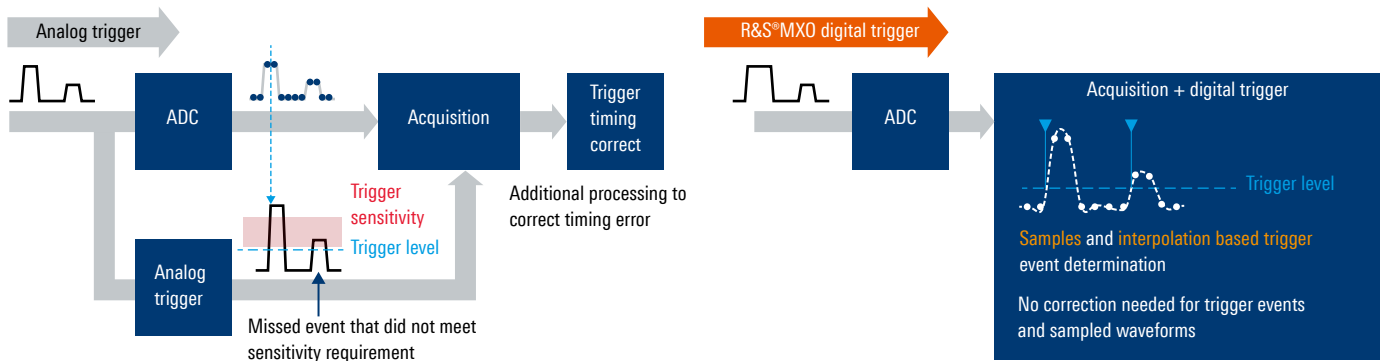 Analog trigger
ADC
Acquisition
Trigger
timing
correct
Trigger
sensitivity
Trigger level
Additional processing to
correct timing error
Analog
trigger
Missed event that did not meet
sensitivity requirement
R&S®MXO digital trigger
ADC
Acquisition + digital trigger
Trigger level
Samples and interpolation based trigger
event determination
No correction needed for trigger events
and sampled waveforms